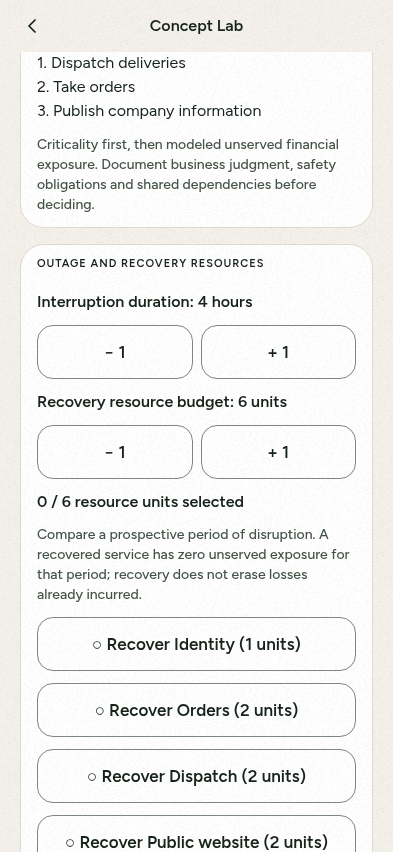 Concept Lab
1. Dispatch deliveries
2. Take orders
3. Publish company information
Criticality first, then modeled unserved financial
exposure. Document business judgment, safety
obligations and shared dependencies before
deciding.
OUTAGE AND RECOVERY RESOURCES
Interruption duration: 4 hours
− 1
+ 1
Recovery resource budget: 6 units
− 1
+ 1
0 / 6 resource units selected
Compare a prospective period of disruption. A
recovered service has zero unserved exposure for
that period; recovery does not erase losses
already incurred.
○ Recover Identity (1 units)
○ Recover Orders (2 units)
○ Recover Dispatch (2 units)
○ Recover Public website (2 units)